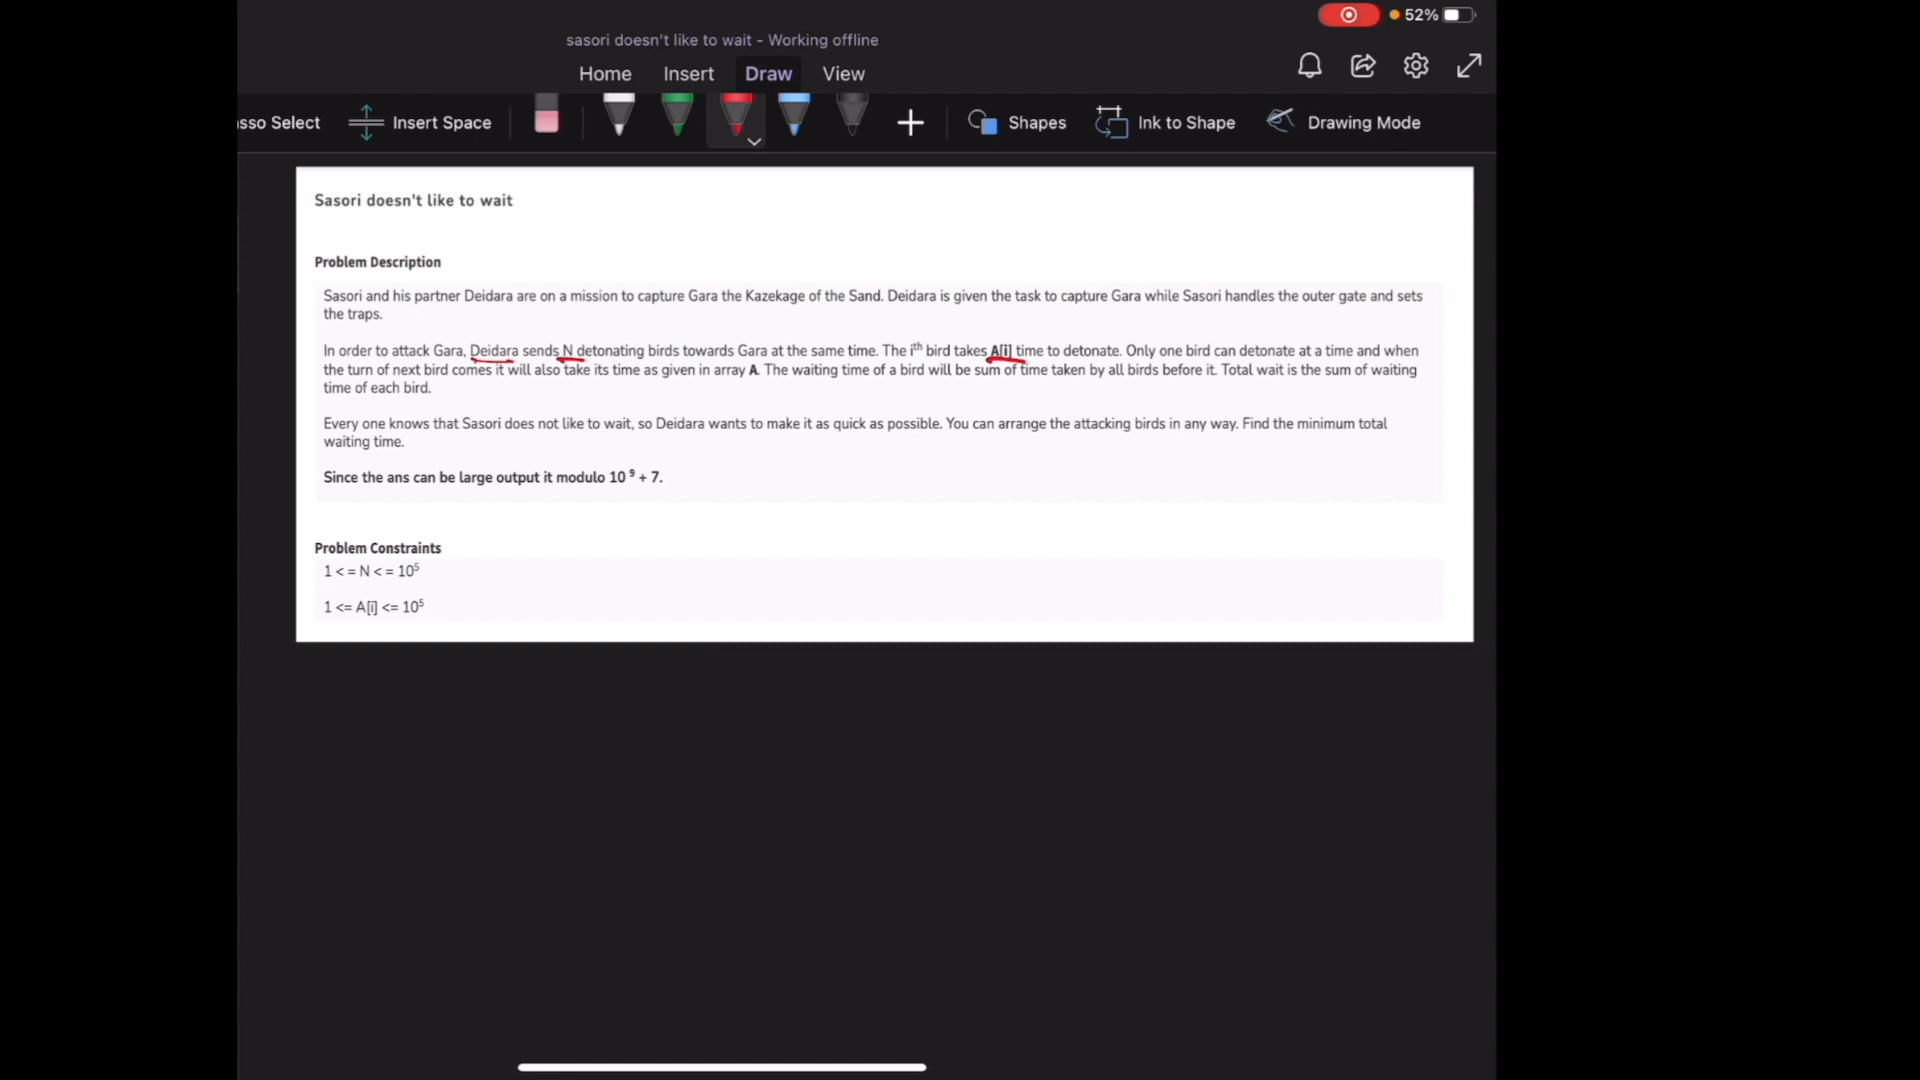 52%
sasori doesn't like to wait - Working offline
Home Insert Draw View
asso Select Insert Space Shapes Ink to Shape Drawing Mode
Sasori doesn't like to wait
Problem Description
Sasori and his partner Deidara are on a mission to capture Gara the Kazekage of the Sand. Deidara is given the task to capture Gara while Sasori handles the outer gate and sets
the traps.
In order to attack Gara, Deidara sends N detonating birds towards Gara at the same time. The iᵗʰ bird takes A[i] time to detonate. Only one bird can detonate at a time and when
the turn of next bird comes it will also take its time as given in array A. The waiting time of a bird will be sum of time taken by all birds before it. Total wait is the sum of waiting
time of each bird.
Every one knows that Sasori does not like to wait, so Deidara wants to make it as quick as possible. You can arrange the attacking birds in any way. Find the minimum total
waiting time.
Since the ans can be large output it modulo 10 ⁹ + 7.
Problem Constraints
1 < = N < = 10⁵
1 <= A[i] <= 10⁵